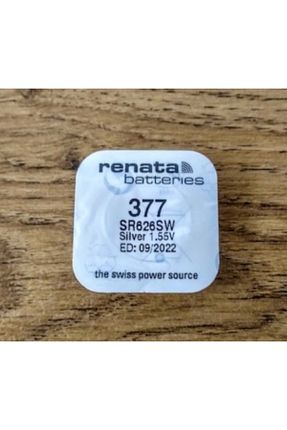 renata
batteries
377
SR626SW
Silver 1.55V
ED: 09/2022
the swiss power source